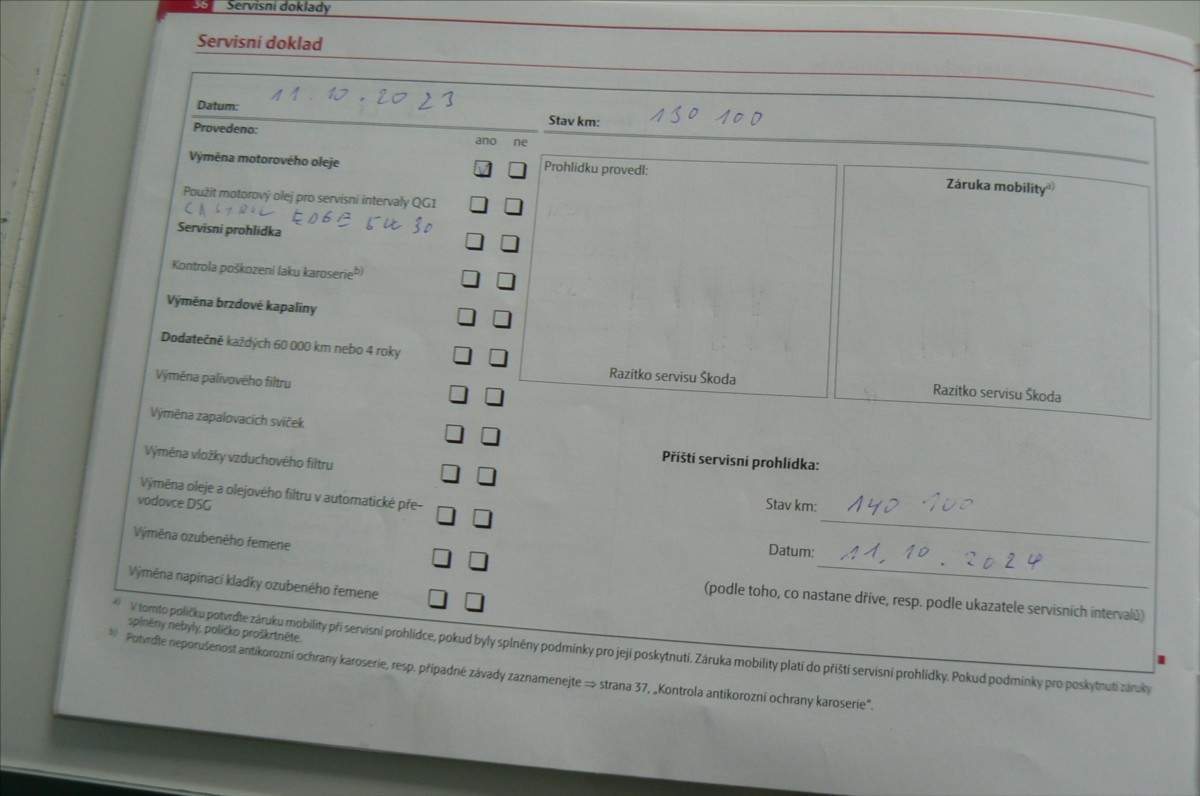 36 Servisní doklady
Servisní doklad
Datum: 11.10.2023
Stav km: 130 100
Provedeno:
ano ne
Výměna motorového oleje
Použit motorový olej pro servisní intervaly QG1
CASTROL EDGE 5W 30
Servisní prohlídka
Kontrola poškození laku karoserie b)
Výměna brzdové kapaliny
Dodatečně každých 60 000 km nebo 4 roky
Výměna palivového filtru
Výměna zapalovacích svíček
Výměna vložky vzduchového filtru
Výměna oleje a olejového filtru v automatické pře-
vodovce DSG
Výměna ozubeného řemene
Výměna napínací kladky ozubeného řemene
Prohlídku provedl:
Razítko servisu Škoda
Záruka mobility a)
Razítko servisu Škoda
Příští servisní prohlídka:
Stav km: 140 100
Datum: 11.10.2024
(podle toho, co nastane dříve, resp. podle ukazatele servisních intervalů)
a) V tomto políčku potvrďte záruku mobility při servisní prohlídce, pokud byly splněny podmínky pro její poskytnutí. Záruka mobility platí do příští servisní prohlídky. Pokud podmínky pro poskytnutí záruky
splněny nebyly, políčko proškrtněte.
b) Potvrďte neporušenost antikorozní ochrany karoserie, resp. případné závady zaznamenejte ⇒ strana 37, „Kontrola antikorozní ochrany karoserie“.